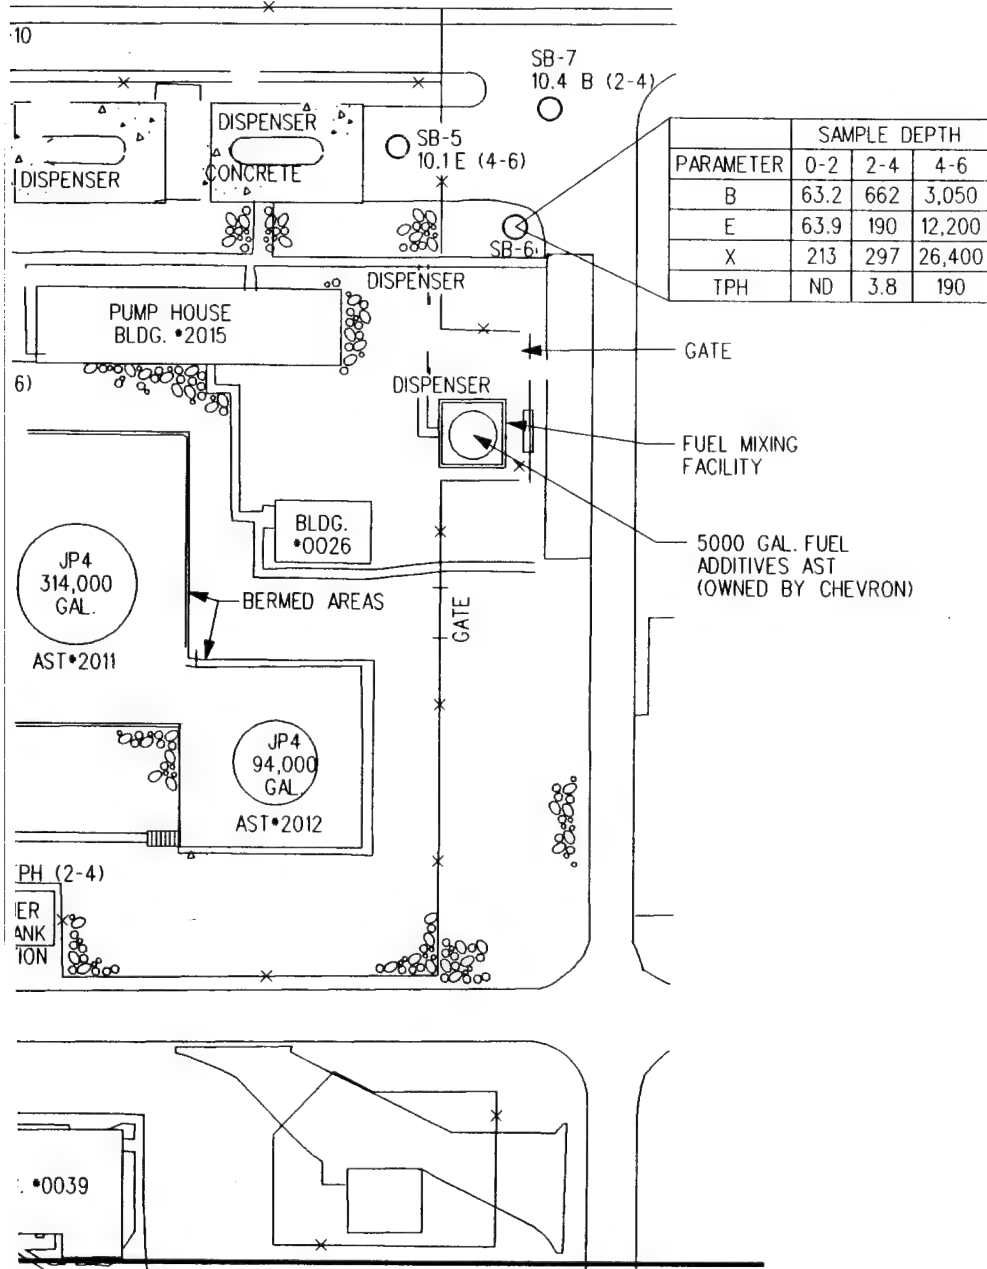 -10
SB-7
10.4 B (2-4)
DISPENSER
SB-5
10.1 E (4-6)
DISPENSER
CONCRETE
SB-6
SAMPLE DEPTH
PARAMETER 0-2 2-4 4-6
B 63.2 662 3,050
E 63.9 190 12,200
X 213 297 26,400
TPH ND 3.8 190
DISPENSER
PUMP HOUSE
BLDG. #2015
GATE
6)
DISPENSER
FUEL MIXING
FACILITY
BLDG.
#0026
5000 GAL. FUEL
ADDITIVES AST
(OWNED BY CHEVRON)
JP4
314,000
GAL.
BERMED AREAS
GATE
AST#2011
JP4
94,000
GAL.
AST#2012
PH (2-4)
ER
ANK
ION
. #0039